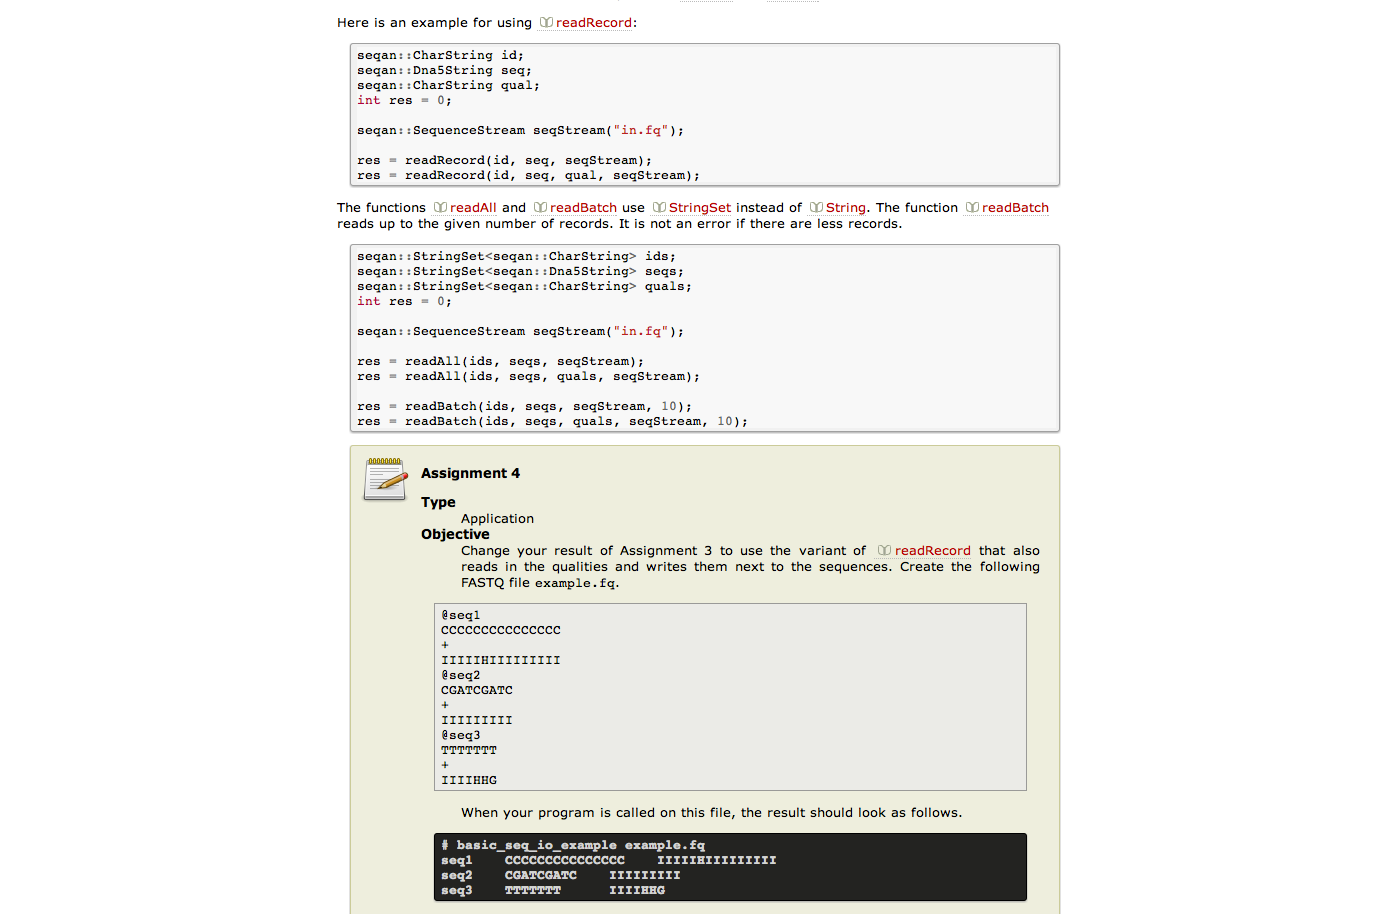 Here is an example for using readRecord:
seqan::CharString id;
seqan::Dna5String seq;
seqan::CharString qual;
int res = 0;
seqan::SequenceStream seqStream("in.fq");
res = readRecord(id, seq, seqStream);
res = readRecord(id, seq, qual, seqStream);
The functions readAll and readBatch use StringSet instead of String. The function readBatch
reads up to the given number of records. It is not an error if there are less records.
seqan::StringSet<seqan::CharString> ids;
seqan::StringSet<seqan::Dna5String> seqs;
seqan::StringSet<seqan::CharString> quals;
int res = 0;
seqan::SequenceStream seqStream("in.fq");
res = readAll(ids, seqs, seqStream);
res = readAll(ids, seqs, quals, seqStream);
res = readBatch(ids, seqs, seqStream, 10);
res = readBatch(ids, seqs, quals, seqStream, 10);
Assignment 4
Type
Application
Objective
Change your result of Assignment 3 to use the variant of readRecord that also
reads in the qualities and writes them next to the sequences. Create the following
FASTQ file example.fq.
@seq1
CCCCCCCCCCCCCCC
+
IIIIIHIIIIIIIII
@seq2
CGATCGATC
+
IIIIIIIII
@seq3
TTTTTTT
+
IIIIHHG
When your program is called on this file, the result should look as follows.
# basic_seq_io_example example.fq
seq1 CCCCCCCCCCCCCCC IIIIIHIIIIIIIII
seq2 CGATCGATC IIIIIIIII
seq3 TTTTTTT IIIIHHG